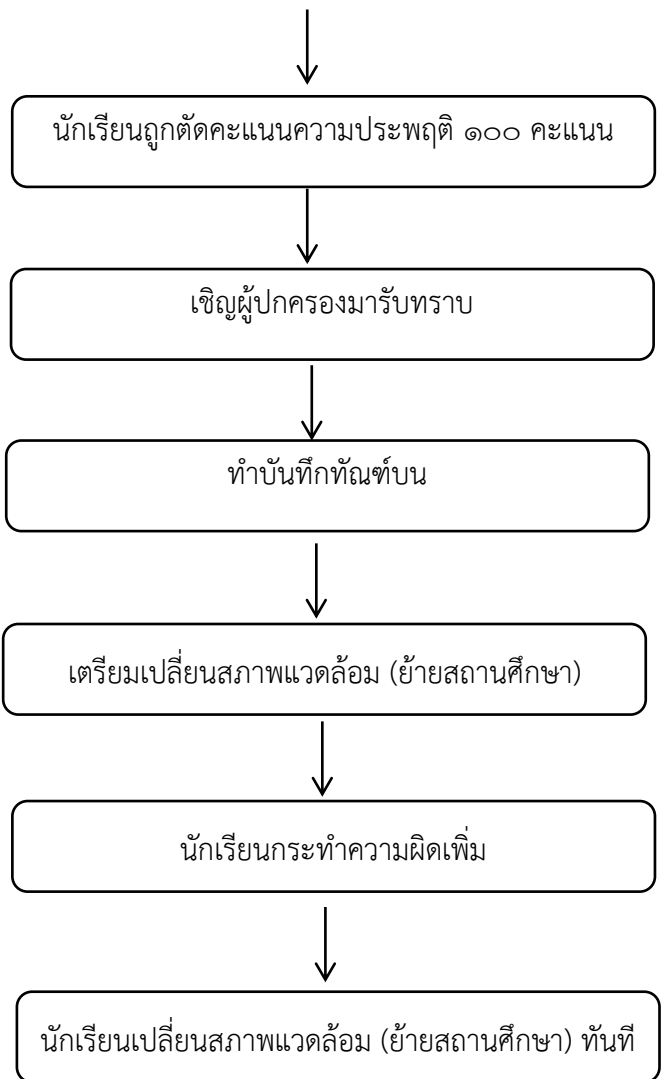 นักเรียนถูกตัดคะแนนความประพฤติ ๑๐๐ คะแนน
เชิญผู้ปกครองมารับทราบ
ทำบันทึกทัณฑ์บน
เตรียมเปลี่ยนสภาพแวดล้อม (ย้ายสถานศึกษา)
นักเรียนกระทำความผิดเพิ่ม
นักเรียนเปลี่ยนสภาพแวดล้อม (ย้ายสถานศึกษา) ทันที